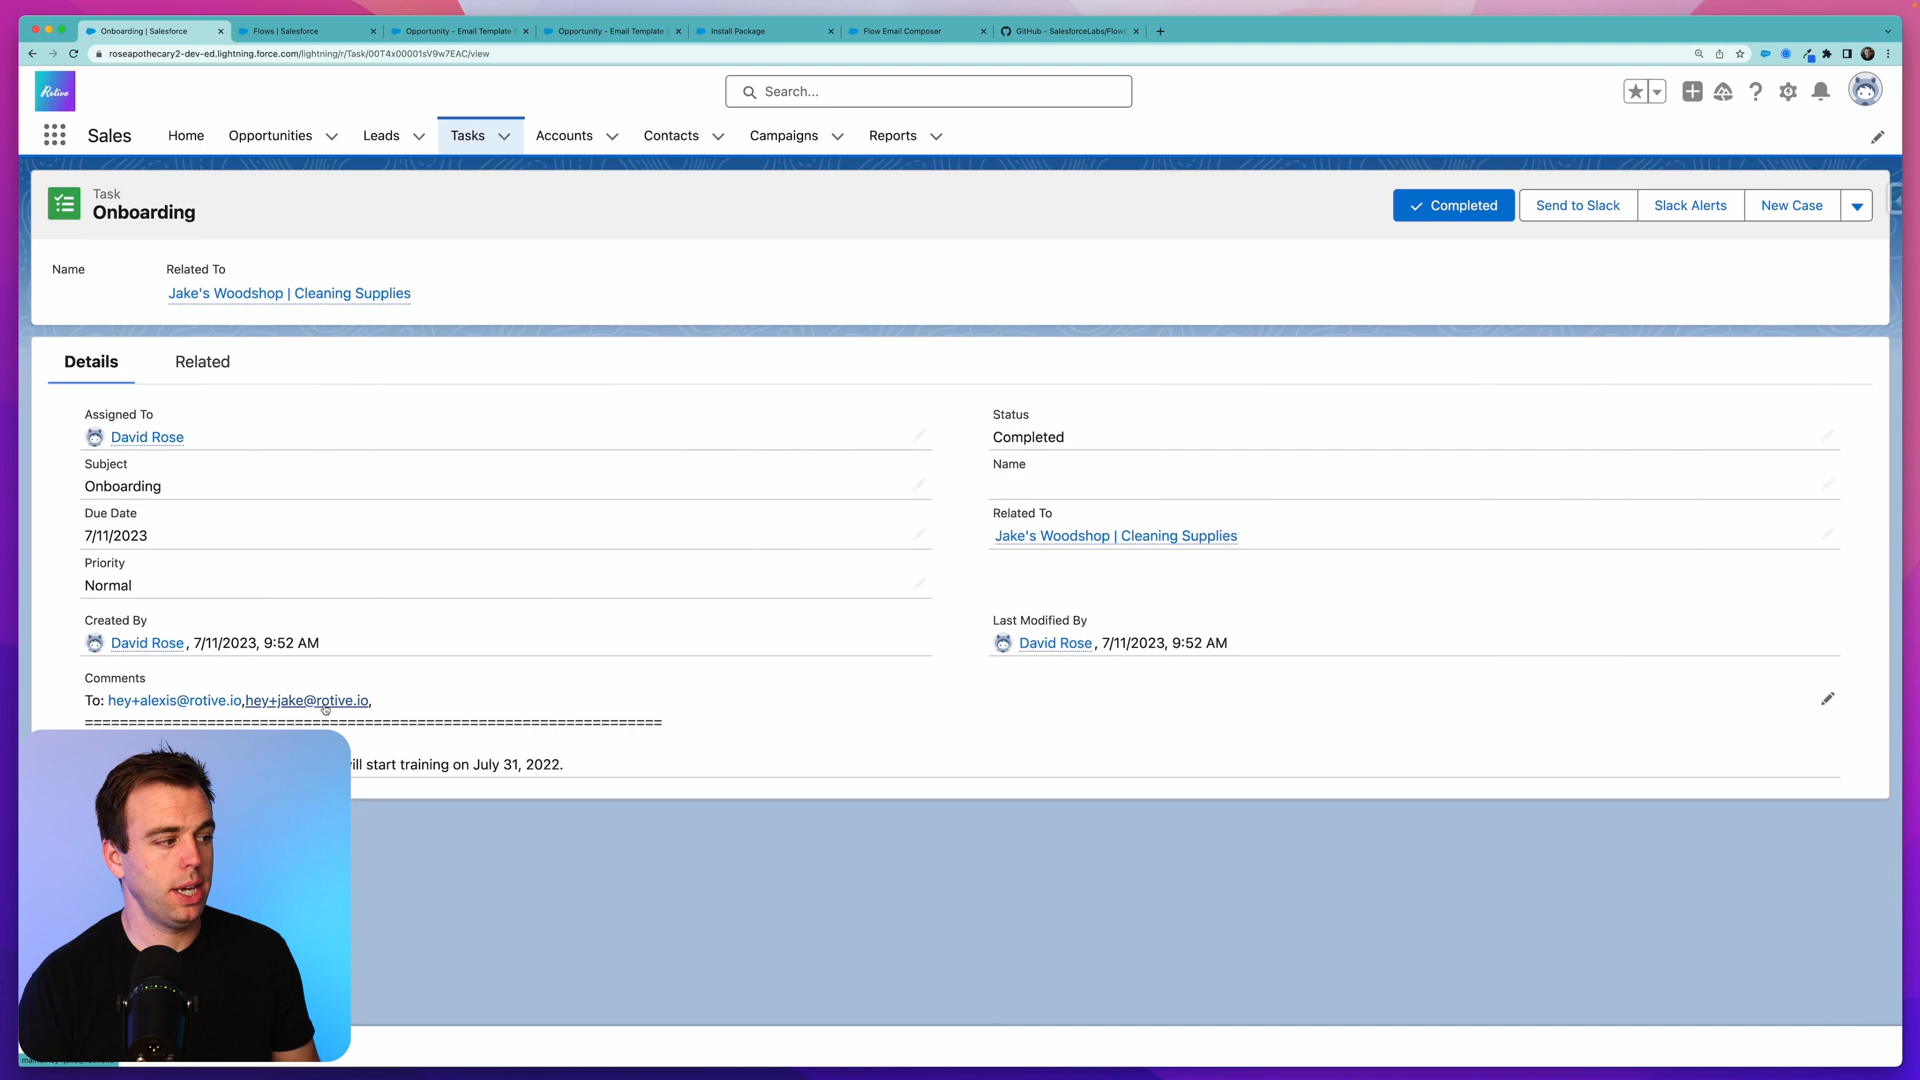 Onboarding | Salesforce
Flows | Salesforce
Opportunity - Email Template
Opportunity - Email Template
Install Package
Flow Email Composer
GitHub - SalesforceLabs/Flow
roseapothecary2-dev-ed.lightning.force.com/lightning/r/Task/00T4x00001sV9w7EAC/view
Rotive
Search...
Sales
Home
Opportunities
Leads
Tasks
Accounts
Contacts
Campaigns
Reports
Task
Onboarding
Completed
Send to Slack
Slack Alerts
New Case
Name
Related To
Jake's Woodshop | Cleaning Supplies
Details
Related
Assigned To
David Rose
Status
Completed
Subject
Onboarding
Name
Due Date
7/11/2023
Related To
Jake's Woodshop | Cleaning Supplies
Priority
Normal
Created By
David Rose, 7/11/2023, 9:52 AM
Last Modified By
David Rose, 7/11/2023, 9:52 AM
Comments
To: hey+alexis@rotive.io,hey+jake@rotive.io,
==================================================================
will start training on July 31, 2022.